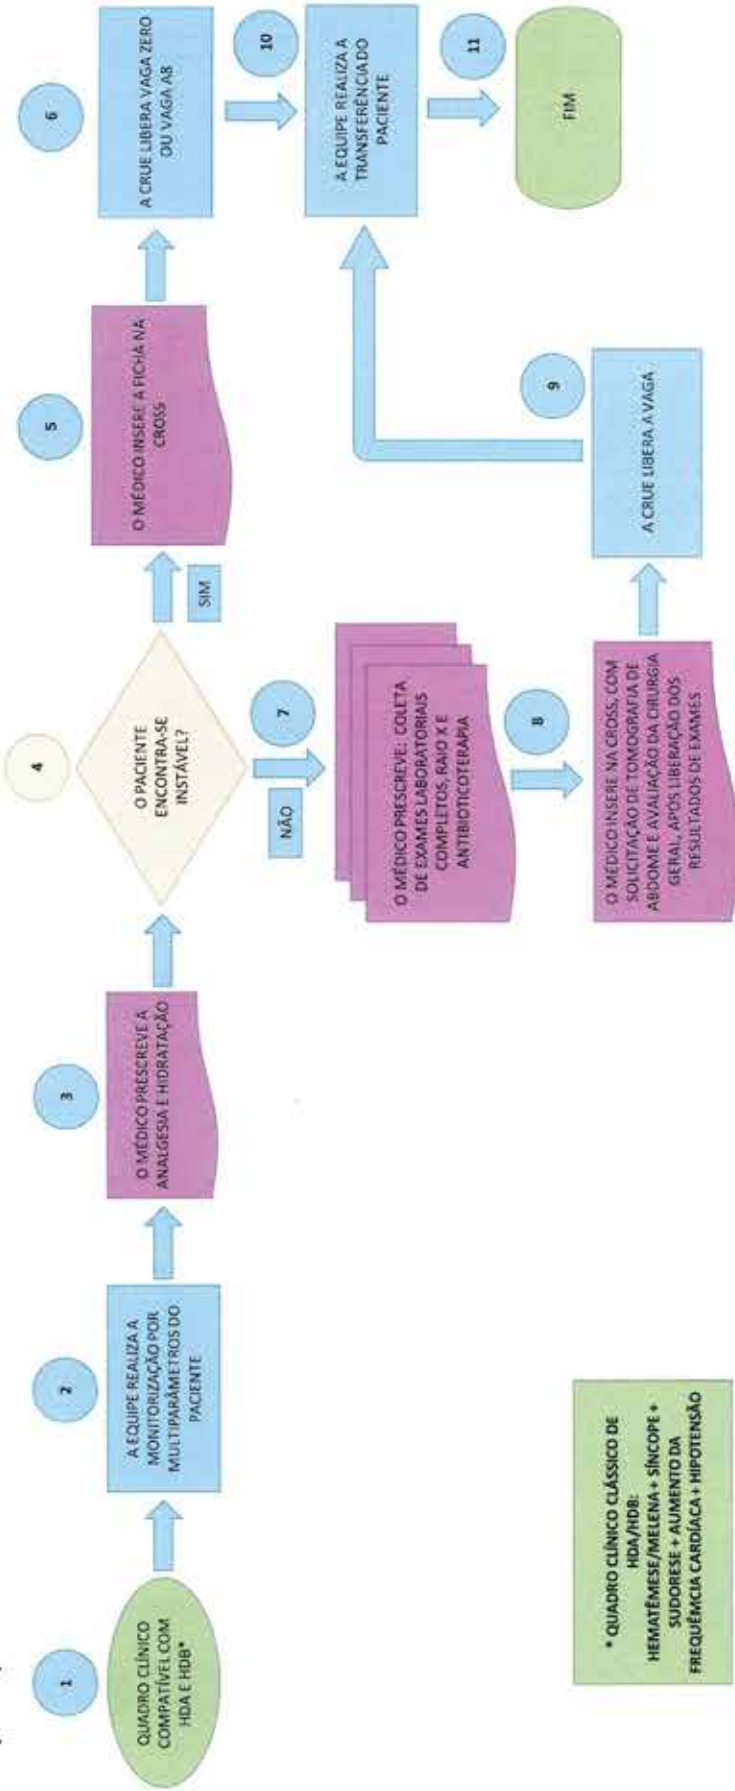 1
QUADRO CLÍNICO
COMPATÍVEL COM
HDA E HDB*
2
A EQUIPE REALIZA A
MONITORIZAÇÃO POR
MULTIPARÂMETROS DO
PACIENTE
3
O MÉDICO PRESCREVE A
ANALGESIA E HIDRATAÇÃO
4
O PACIENTE
ENCONTRA-SE
INSTÁVEL?
SIM
5
O MÉDICO INSERE A FICHA NA
CROSS
6
A CRUE LIBERA VAGA ZERO
OU VAGA AB
NÃO
7
O MÉDICO PRESCREVE: COLETA
DE EXAMES LABORATORIAIS
COMPLETOS, RAIO X E
ANTIBIOTICOTERAPIA
8
O MÉDICO INSERE NA CROSS, COM
SOLICITAÇÃO DE TOMOGRAFIA DE
ABDOME E AVALIAÇÃO DA CIRURGIA
GERAL, APÓS LIBERAÇÃO DOS
RESULTADOS DE EXAMES
9
A CRUE LIBERA A VAGA
10
A EQUIPE REALIZA A
TRANSFERÊNCIA DO
PACIENTE
11
FIM
* QUADRO CLÍNICO CLÁSSICO DE
HDA/HDB:
HEMATÊMESE/MELENA + SÍNCOPE +
SUDORESE + AUMENTO DA
FREQUÊMCIA CARDÍACA + HIPOTENSÃO